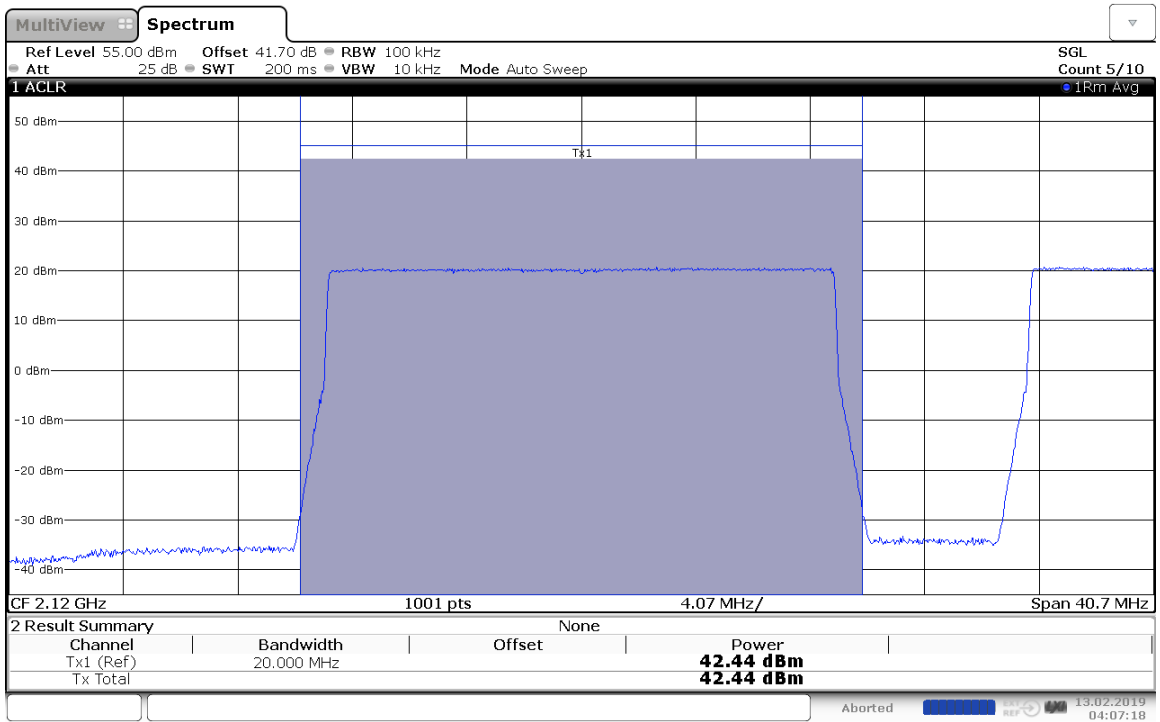 MultiView Spectrum
Ref Level 55.00 dBm Offset 41.70 dB RBW 100 kHz SGL
Att 25 dB SWT 200 ms VBW 10 kHz Mode Auto Sweep Count 5/10
1 ACLR 1Rm Avg
50 dBm
Tx1
40 dBm
30 dBm
20 dBm
10 dBm
0 dBm
-10 dBm
-20 dBm
-30 dBm
-40 dBm
CF 2.12 GHz 1001 pts 4.07 MHz/ Span 40.7 MHz
2 Result Summary None
Channel Bandwidth Offset Power
Tx1 (Ref) 20.000 MHz 42.44 dBm
Tx Total 42.44 dBm
Aborted 13.02.2019
REF 04:07:18